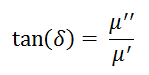 tan(δ) = μ''/μ'